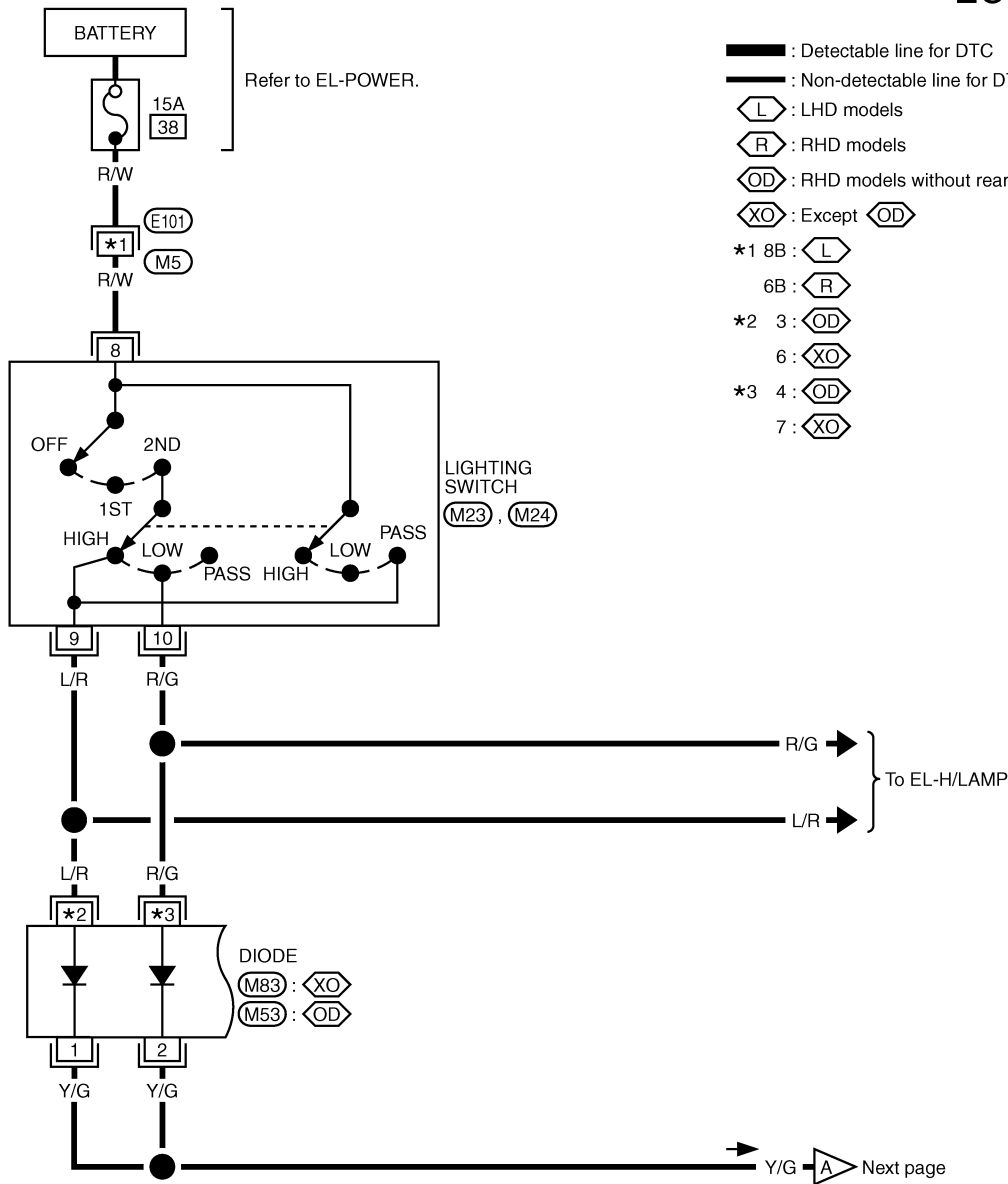 BATTERY
Refer to EL-POWER.
15A
38
R/W
E101
*1
M5
R/W
8
: Detectable line for DTC
: Non-detectable line for
L : LHD models
R : RHD models
OD : RHD models without rear
XO : Except OD
*1 8B : L
6B : R
*2 3 : OD
6 : XO
*3 4 : OD
7 : XO
OFF
2ND
1ST
HIGH
LOW
PASS
HIGH
LOW
PASS
LIGHTING
SWITCH
M23 , M24
9 10
L/R R/G
R/G
L/R
To EL-H/LAMP
L/R R/G
*2 *3
DIODE
M83 : XO
M53 : OD
1 2
Y/G Y/G
Y/G A Next page